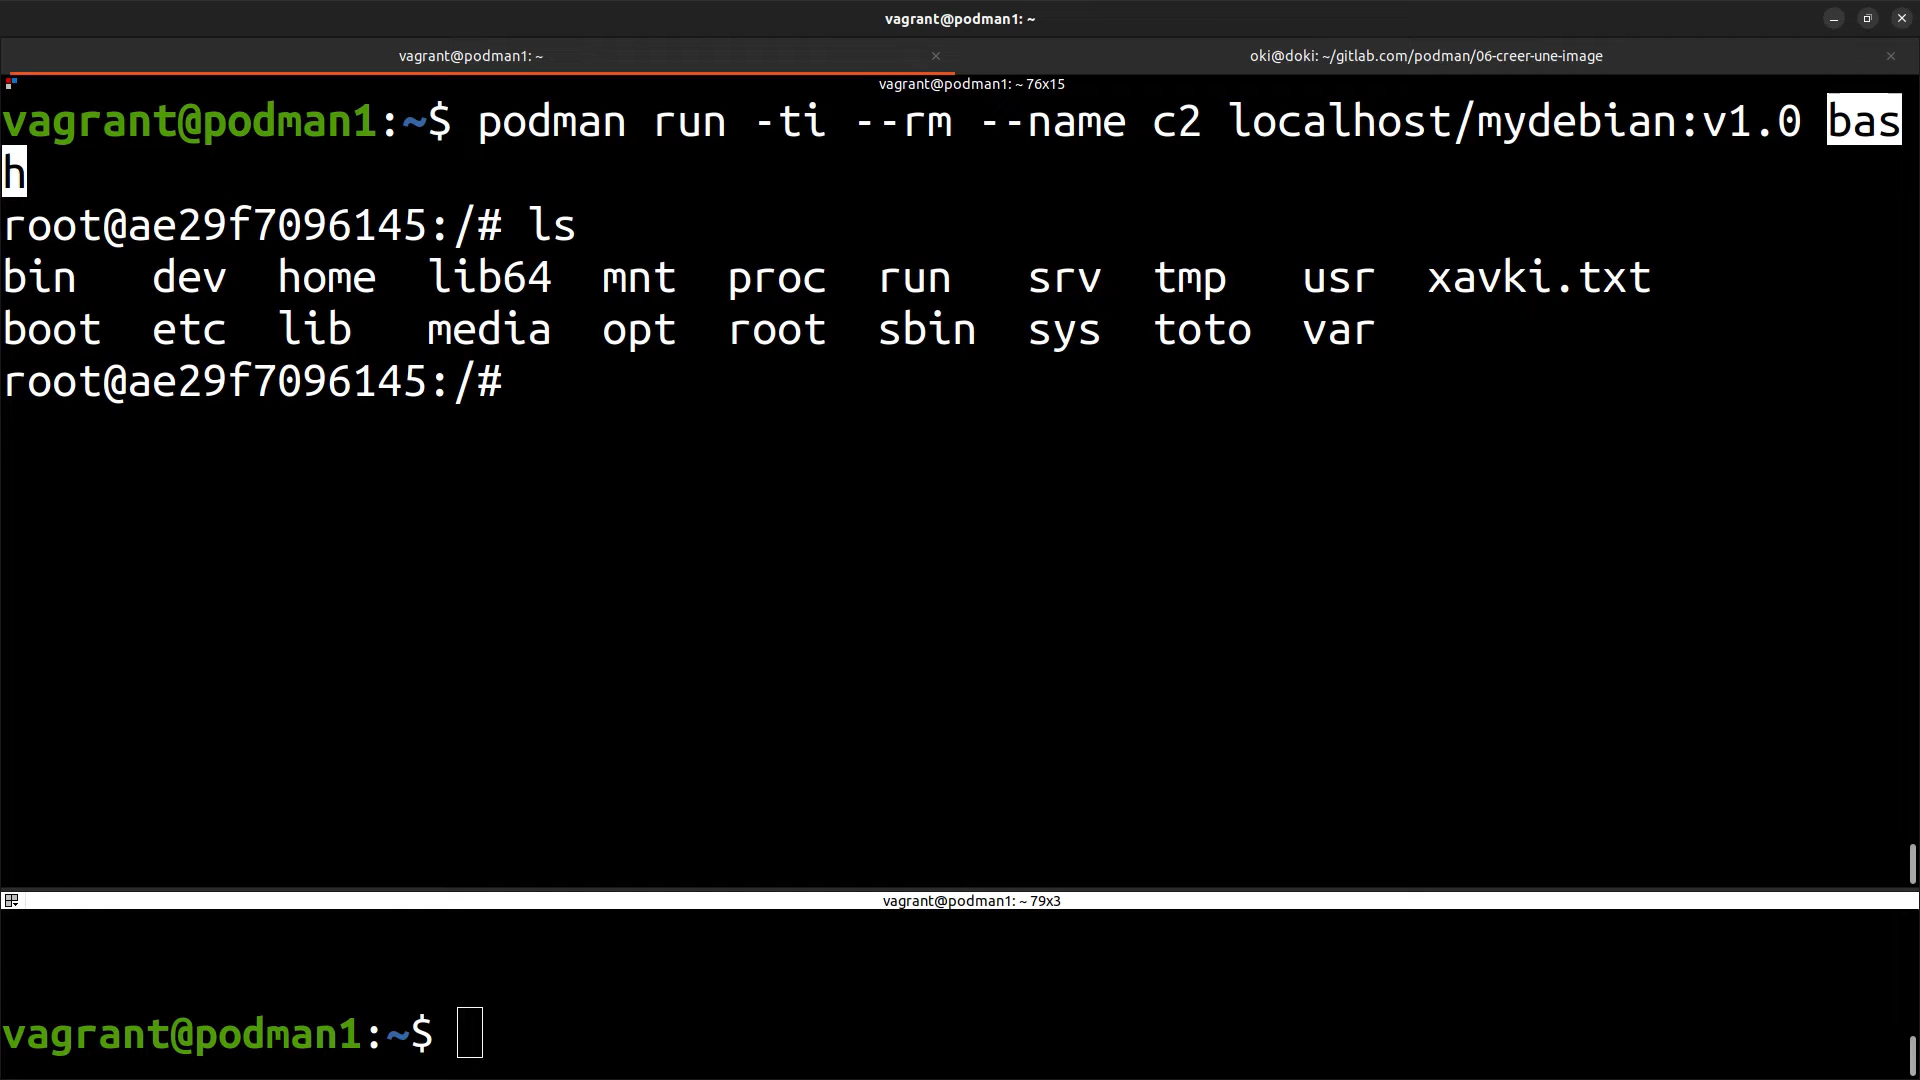 vagrant@podman1: ~
vagrant@podman1: ~
oki@doki: ~/gitlab.com/podman/06-creer-une-image
vagrant@podman1: ~ 76x15
vagrant@podman1:~$ podman run -ti --rm --name c2 localhost/mydebian:v1.0 bas
h
root@ae29f7096145:/# ls
bin dev home lib64 mnt proc run srv tmp usr xavki.txt
boot etc lib media opt root sbin sys toto var
root@ae29f7096145:/#
vagrant@podman1: ~ 79x3
vagrant@podman1:~$